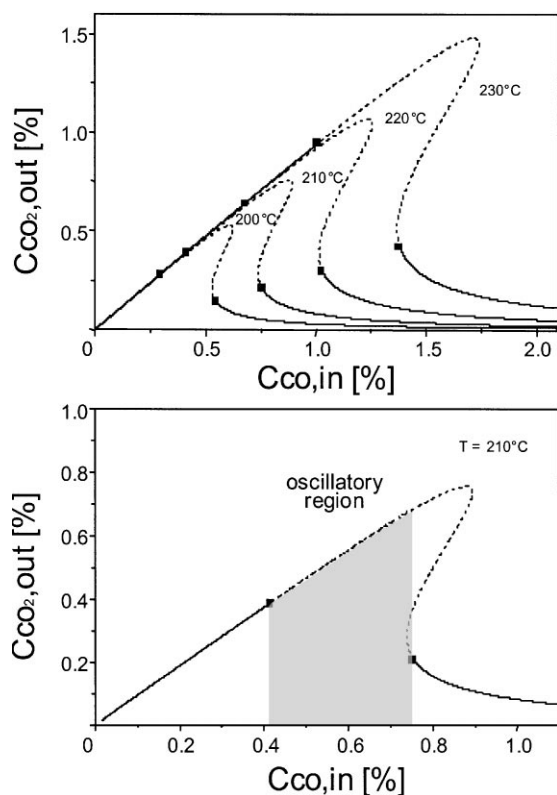 1.5
1.0
0.5
0
Cco₂,out [%]
230°C
220°C
210°C
200°C
0
0.5
1.0
1.5
2.0
Cco,in [%]
1.0
0.8
0.6
0.4
0.2
Cco₂,out [%]
T = 210°C
oscillatory
region
0
0.2
0.4
0.6
0.8
1.0
Cco,in [%]